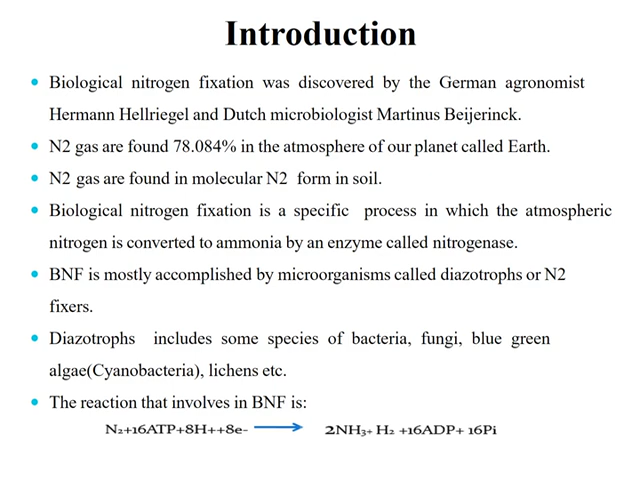 Introduction
• Biological nitrogen fixation was discovered by the German agronomist
Hermann Hellriegel and Dutch microbiologist Martinus Beijerinck.
• N2 gas are found 78.084% in the atmosphere of our planet called Earth.
• N2 gas are found in molecular N2 form in soil.
• Biological nitrogen fixation is a specific process in which the atmospheric
nitrogen is converted to ammonia by an enzyme called nitrogenase.
• BNF is mostly accomplished by microorganisms called diazotrophs or N2
fixers.
• Diazotrophs includes some species of bacteria, fungi, blue green
algae(Cyanobacteria), lichens etc.
• The reaction that involves in BNF is:
N₂+16ATP+8H++8e- → 2NH₃+ H₂ +16ADP+ 16Pi